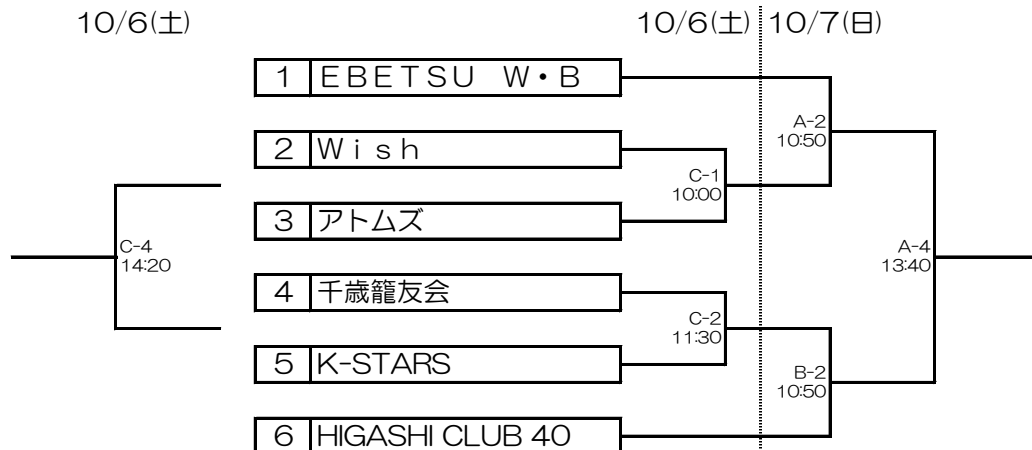 10/6(土) 10/6(土) 10/7(日)
1 EBETSU W・B
A-2
10:50
2 Wish
C-1
10:00
3 アトムズ
C-4
14:20
A-4
13:40
4 千歳籠友会
C-2
11:30
5 K-STARS
B-2
10:50
6 HIGASHI CLUB 40